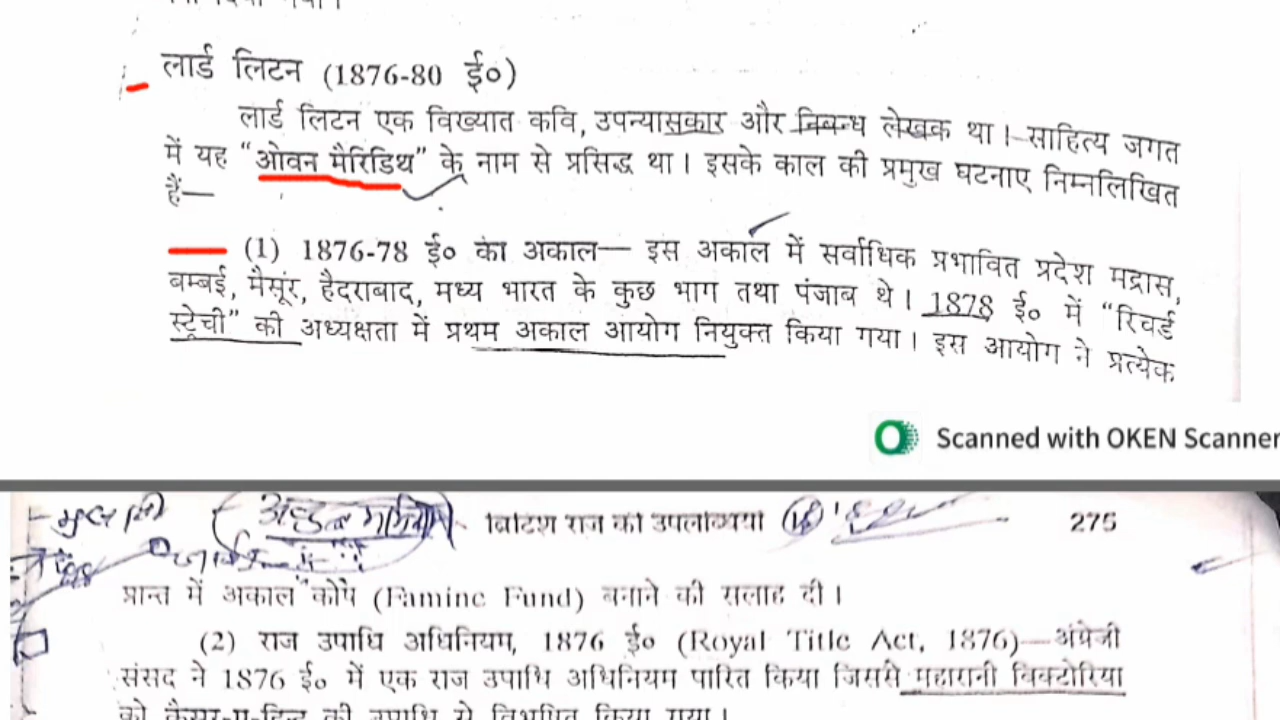 लार्ड लिटन (1876-80 ई०)
लार्ड लिटन एक विख्यात कवि, उपन्यासकार और निबन्ध लेखक था। साहित्य जगत
में यह “ओवन मैरिडिथ” के नाम से प्रसिद्ध था। इसके काल की प्रमुख घटनाए निम्नलिखित
हैं—
(1) 1876-78 ई० का अकाल— इस अकाल में सर्वाधिक प्रभावित प्रदेश मद्रास,
बम्बई, मैसूर, हैदराबाद, मध्य भारत के कुछ भाग तथा पंजाब थे। 1878 ई० में “रिचर्ड
स्ट्रेची” की अध्यक्षता में प्रथम अकाल आयोग नियुक्त किया गया। इस आयोग ने प्रत्येक
Scanned with OKEN Scanner
ब्रिटिश राज की उपलब्धियां
275
प्रान्त में अकाल कोष (Famine Fund) बनाने की सलाह दी।
(2) राज उपाधि अधिनियम, 1876 ई० (Royal Title Act, 1876)—अंग्रेजी
संसद ने 1876 ई० में एक राज उपाधि अधिनियम पारित किया जिससे महारानी विक्टोरिया
को कैसर-ए-हिन्द की उपाधि से विभूषित किया गया।